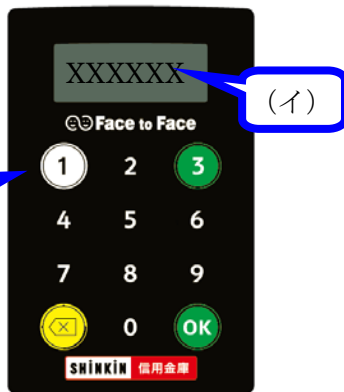 XXXXXX
(イ)
Face to Face
1 2 3
4 5 6
7 8 9
0 OK
SHINKIN 信用金庫